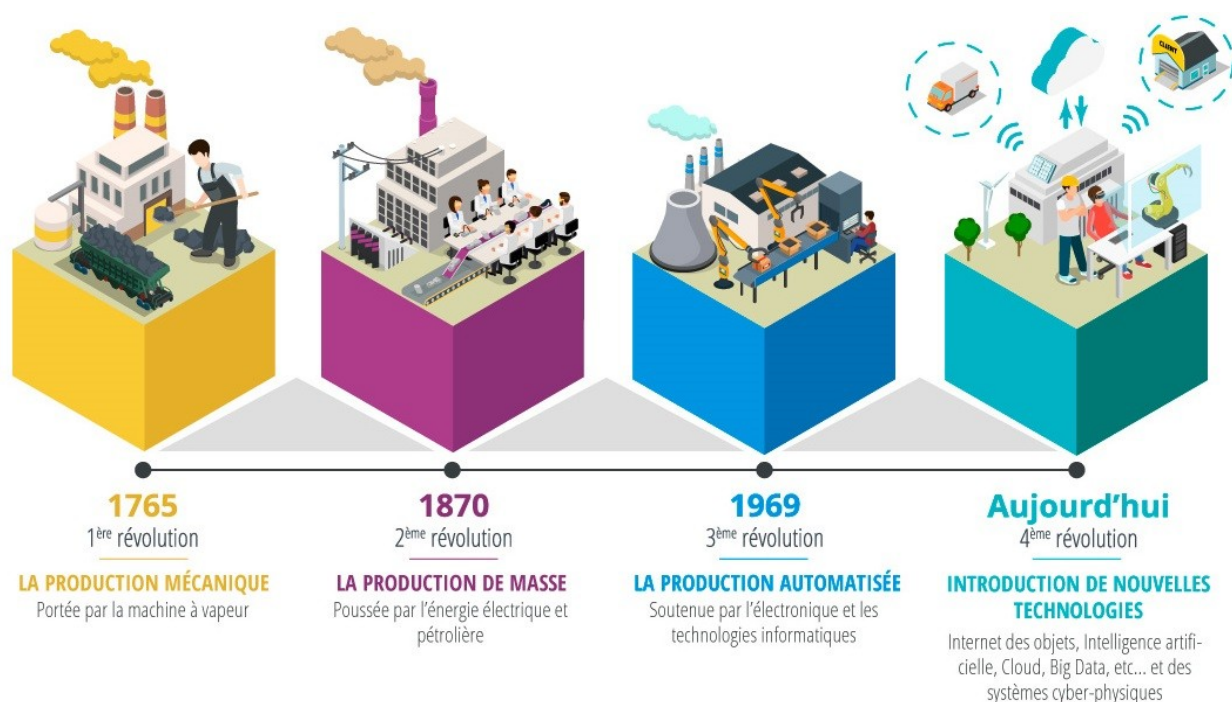 CLIENT
1765
1ère révolution
LA PRODUCTION MÉCANIQUE
Portée par la machine à vapeur
1870
2ème révolution
LA PRODUCTION DE MASSE
Poussée par l'énergie électrique et
pétrolière
1969
3ème révolution
LA PRODUCTION AUTOMATISÉE
Soutenue par l'électronique et les
technologies informatiques
Aujourd'hui
4ème révolution
INTRODUCTION DE NOUVELLES
TECHNOLOGIES
Internet des objets, Intelligence artifi-
cielle, Cloud, Big Data, etc... et des
systèmes cyber-physiques